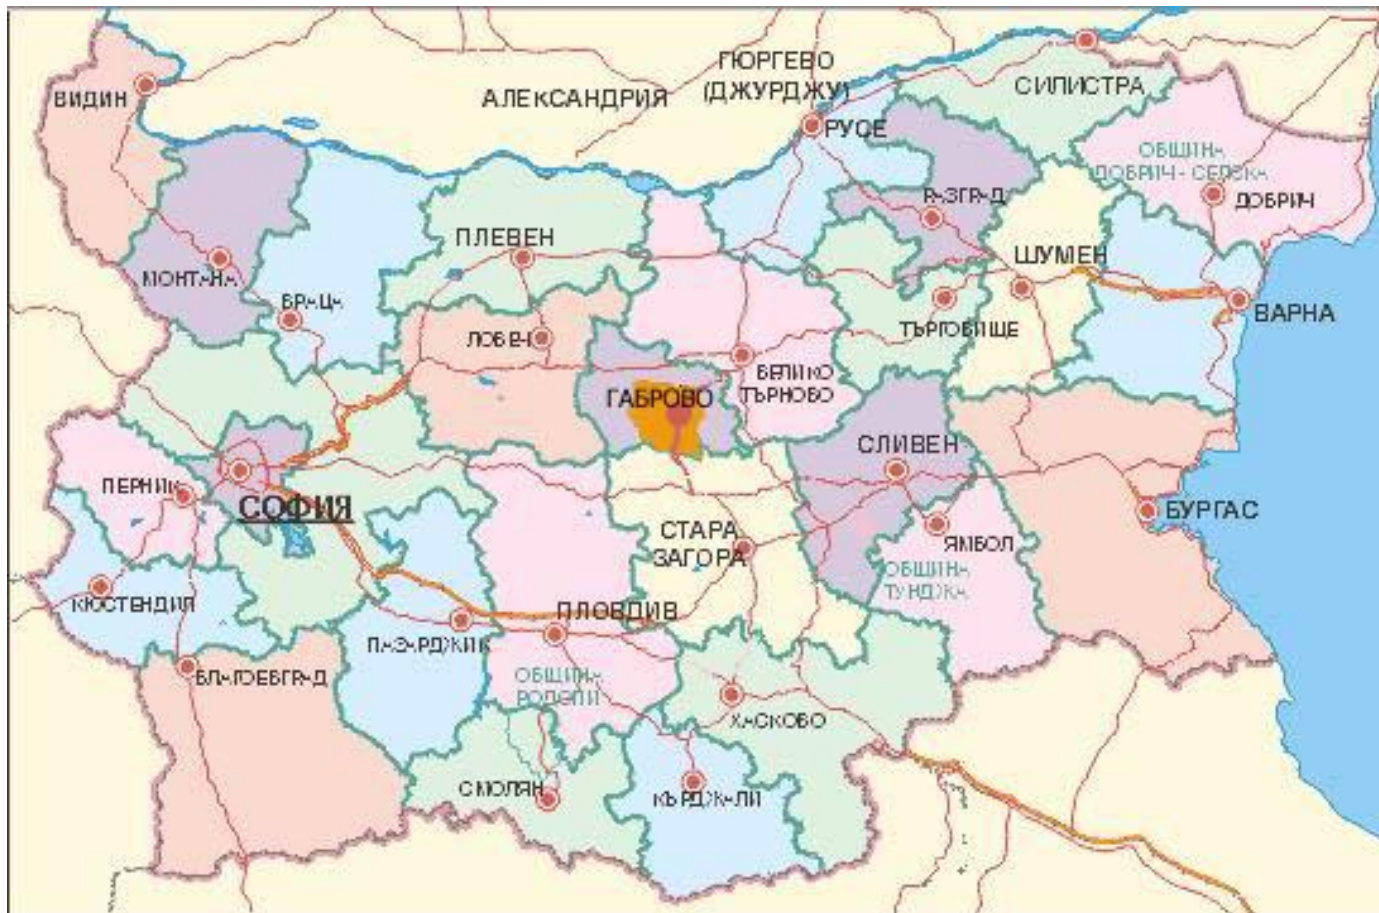 ГЮРГЕВО
(ДЖУРДЖУ)
АЛЕКСАНДРИЯ
ВИДИН
СИЛИСТРА
РУСЕ
ОБЩИНА
ДОБРИЧ - СЕЛСКА
ДОБРИЧ
РАЗГРАД
ПЛЕВЕН
ШУМЕН
МОНТАНА
ВРАЦА
ВАРНА
ТЪРГОВИЩЕ
ЛОВЕЧ
ВЕЛИКО
ТЪРНОВО
ГАБРОВО
СЛИВЕН
ПЕРНИК
СОФИЯ
БУРГАС
СТАРА
ЗАГОРА
ЯМБОЛ
ОБЩИНА
ТУНДЖА
КЮСТЕНДИЛ
ПЛОВДИВ
ПАЗАРДЖИК
БЛАГОЕВГРАД
ОБЩИНА
РОДОПИ
ХАСКОВО
СМОЛЯН
КЪРДЖАЛИ